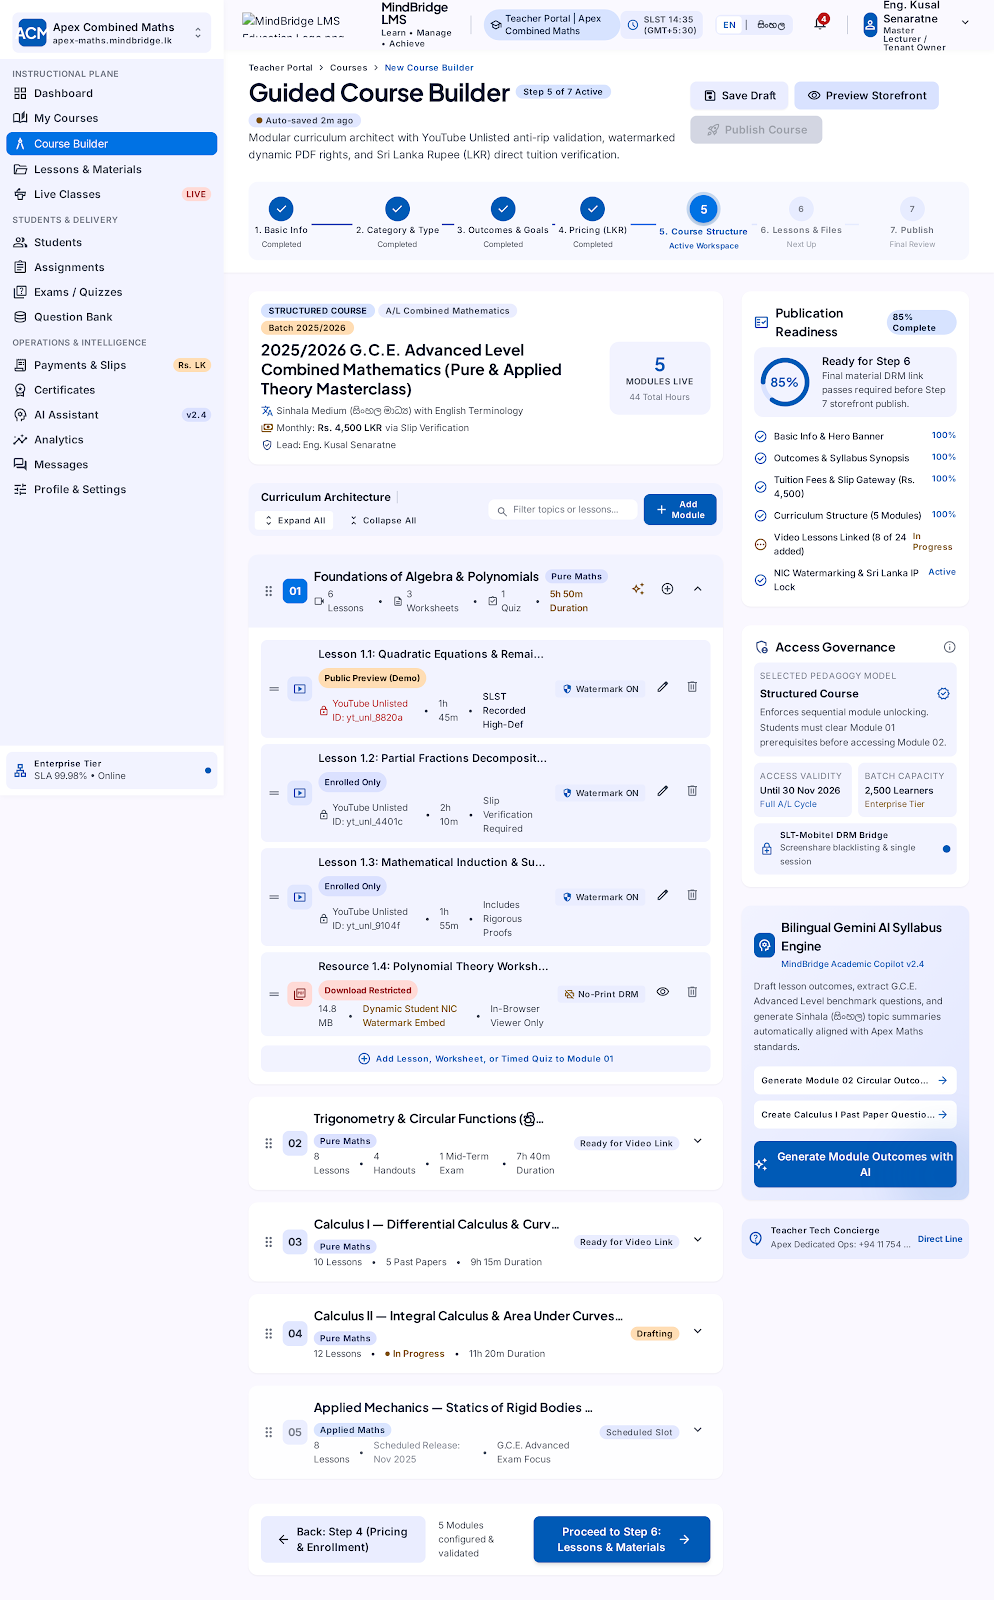 ACM
Apex Combined Maths
apex-maths.mindbridge.lk
MindBridge LMS
Education Logo png
MindBridge
LMS
Learn • Manage
• Achieve
Teacher Portal | Apex
Combined Maths
SLST 14:35
(GMT+5:30)
EN | සිංහල
4
Eng. Kusal
Senaratne
Master
Lecturer /
Tenant Owner
INSTRUCTIONAL PLANE
Dashboard
My Courses
Course Builder
Lessons & Materials
Live Classes LIVE
STUDENTS & DELIVERY
Students
Assignments
Exams / Quizzes
Question Bank
OPERATIONS & INTELLIGENCE
Payments & Slips Rs. LK
Certificates
AI Assistant v2.4
Analytics
Messages
Profile & Settings
Enterprise Tier
SLA 99.98% • Online
Teacher Portal > Courses > New Course Builder
Guided Course Builder Step 5 of 7 Active
Auto-saved 2m ago
Modular curriculum architect with YouTube Unlisted anti-rip validation, watermarked
dynamic PDF rights, and Sri Lanka Rupee (LKR) direct tuition verification.
Save Draft
Preview Storefront
Publish Course
1. Basic Info
Completed
2. Category & Type
Completed
3. Outcomes & Goals
Completed
4. Pricing (LKR)
Completed
5
5. Course Structure
Active Workspace
6
6. Lessons & Files
Next Up
7
7. Publish
Final Review
STRUCTURED COURSE A/L Combined Mathematics
Batch 2025/2026
2025/2026 G.C.E. Advanced Level
Combined Mathematics (Pure & Applied
Theory Masterclass)
Sinhala Medium (සිංහල මාධ්‍ය) with English Terminology
Monthly: Rs. 4,500 LKR via Slip Verification
Lead: Eng. Kusal Senaratne
5
MODULES LIVE
44 Total Hours
Curriculum Architecture
Expand All
Collapse All
Filter topics or lessons...
Add
Module
01
Foundations of Algebra & Polynomials Pure Maths
6
Lessons
•
3
Worksheets
•
1
Quiz
•
5h 50m
Duration
Lesson 1.1: Quadratic Equations & Remai...
Public Preview (Demo)
YouTube Unlisted
ID: yt_unl_8820a
•
1h
45m
•
SLST
Recorded
High-Def
Watermark ON
Lesson 1.2: Partial Fractions Decomposit...
Enrolled Only
YouTube Unlisted
ID: yt_unl_4401c
•
2h
10m
•
Slip
Verification
Required
Watermark ON
Lesson 1.3: Mathematical Induction & Su...
Enrolled Only
YouTube Unlisted
ID: yt_unl_9104f
•
1h
55m
•
Includes
Rigorous
Proofs
Watermark ON
Resource 1.4: Polynomial Theory Worksh...
Download Restricted
14.8
MB
•
Dynamic Student NIC
Watermark Embed
•
In-Browser
Viewer Only
No-Print DRM
Add Lesson, Worksheet, or Timed Quiz to Module 01
02
Pure Maths
8
Lessons
•
4
Handouts
•
1 Mid-Term
Exam
•
7h 40m
Duration
Trigonometry & Circular Functions
Ready for Video Link
03
Calculus I — Differential Calculus & Curv...
Pure Maths
10 Lessons • 5 Past Papers • 9h 15m Duration
Ready for Video Link
04
Calculus II — Integral Calculus & Area Under Curves...
Pure Maths
12 Lessons • In Progress • 11h 20m Duration
Drafting
05
Applied Mechanics — Statics of Rigid Bodies ...
Applied Maths
8
Lessons
•
Scheduled Release:
Nov 2025
•
G.C.E. Advanced
Exam Focus
Scheduled Slot
Back: Step 4 (Pricing
& Enrollment)
5 Modules
configured &
validated
Proceed to Step 6:
Lessons & Materials
Publication
Readiness
85%
Complete
85%
Ready for Step 6
Final material DRM link
passes required before Step
7 storefront publish.
Basic Info & Hero Banner 100%
Outcomes & Syllabus Synopsis 100%
Tuition Fees & Slip Gateway (Rs. 100%
4,500)
Curriculum Structure (5 Modules) 100%
Video Lessons Linked (8 of 24 In
added) Progress
NIC Watermarking & Sri Lanka IP Active
Lock
Access Governance
SELECTED PEDAGOGY MODEL
Structured Course
Enforces sequential module unlocking.
Students must clear Module 01
prerequisites before accessing Module 02.
ACCESS VALIDITY
Until 30 Nov 2026
Full A/L Cycle
BATCH CAPACITY
2,500 Learners
Enterprise Tier
SLT-Mobitel DRM Bridge
Screenshare blacklisting & single
session
Bilingual Gemini AI Syllabus
Engine
MindBridge Academic Copilot v2.4
Draft lesson outcomes, extract G.C.E.
Advanced Level benchmark questions, and
generate Sinhala (සිංහල) topic summaries
automatically aligned with Apex Maths
standards.
Generate Module 02 Circular Outco...
Create Calculus I Past Paper Questio...
Generate Module Outcomes with
AI
Teacher Tech Concierge
Apex Dedicated Ops: +94 11 754 ...
Direct Line